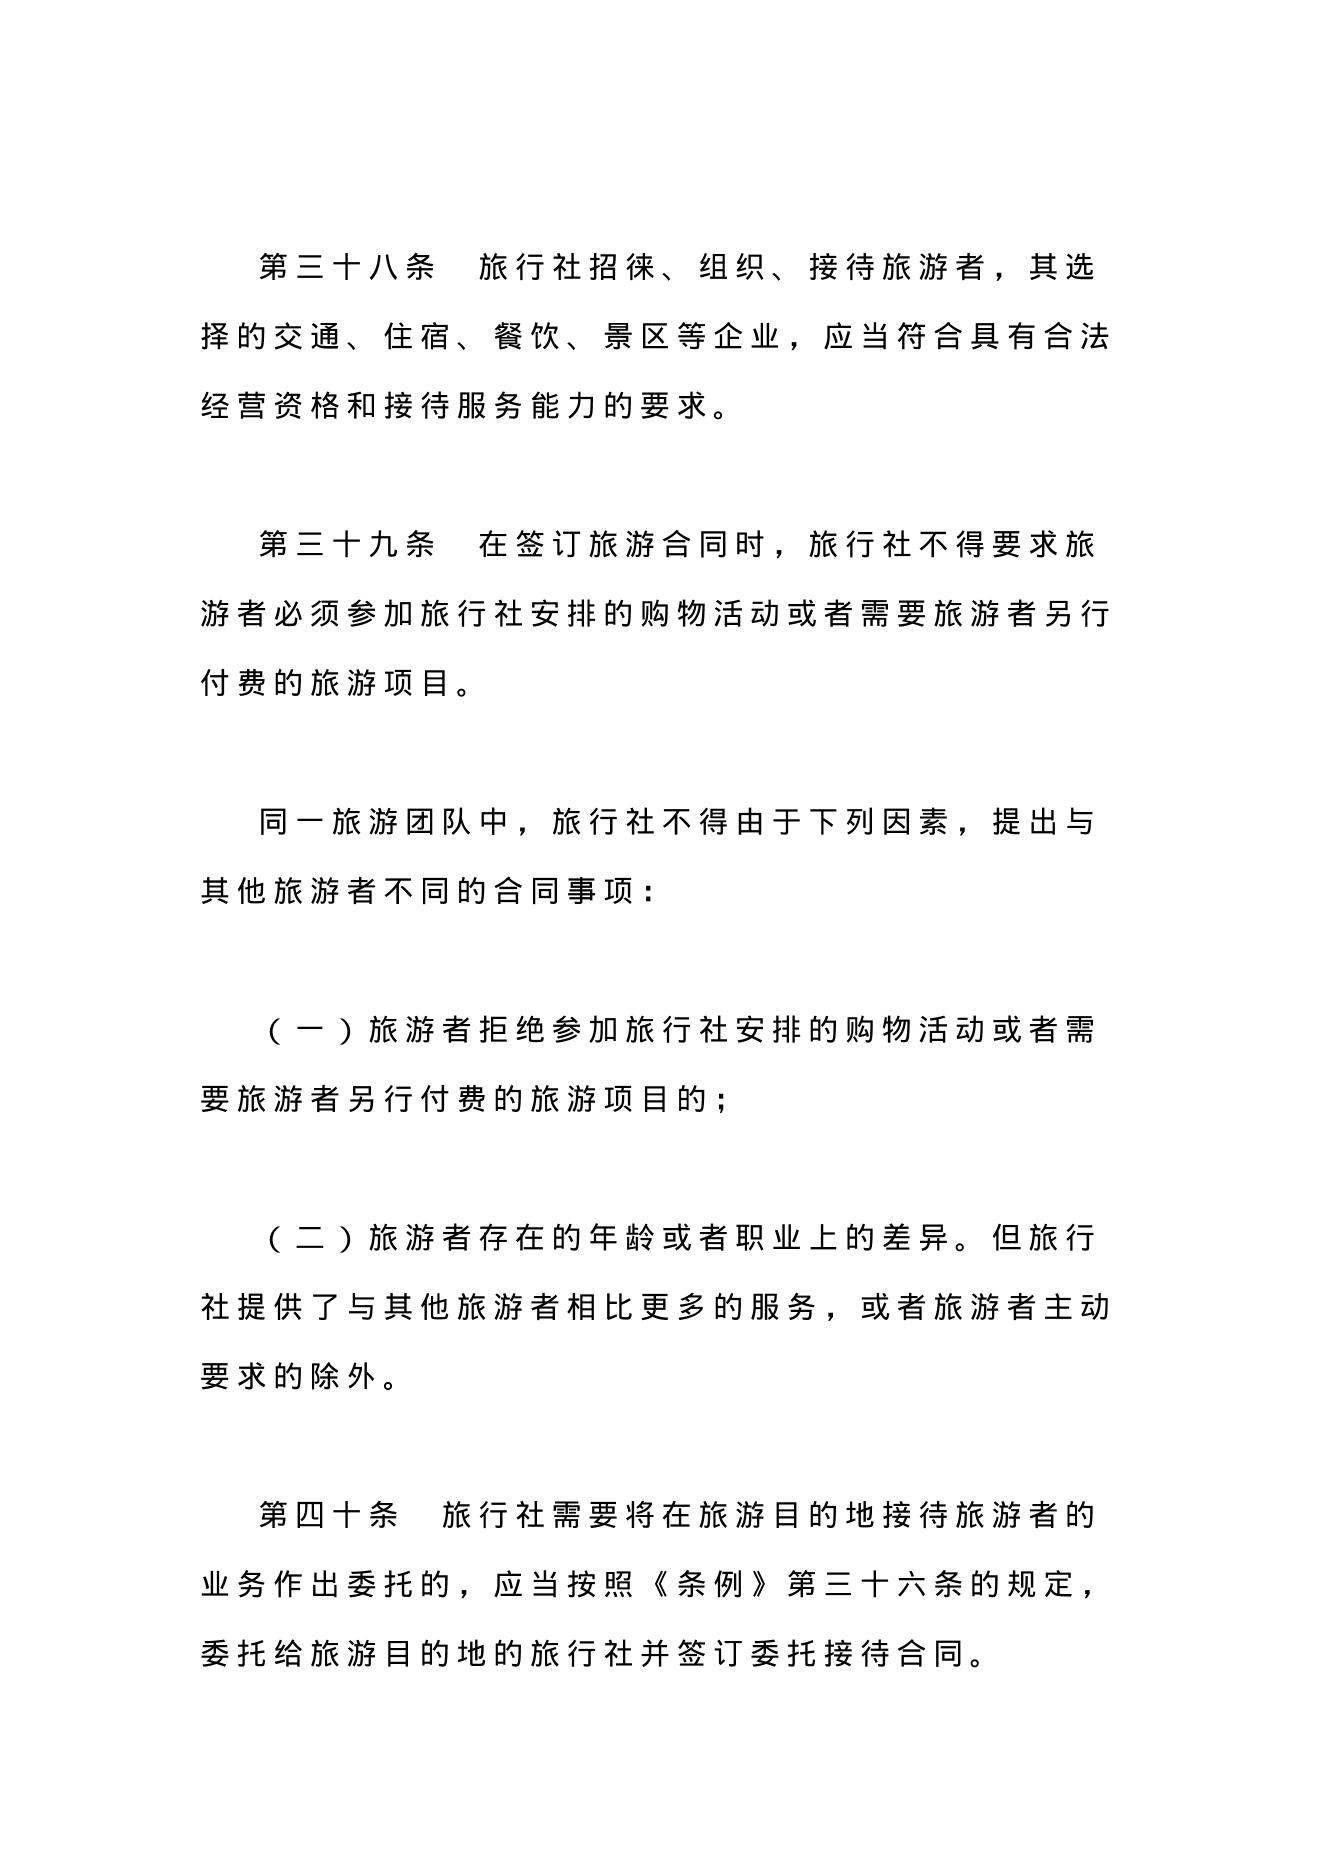 第三十八条　旅行社招徕、组织、接待旅游者，其选
择的交通、住宿、餐饮、景区等企业，应当符合具有合法
经营资格和接待服务能力的要求。
第三十九条　在签订旅游合同时，旅行社不得要求旅
游者必须参加旅行社安排的购物活动或者需要旅游者另行
付费的旅游项目。
同一旅游团队中，旅行社不得由于下列因素，提出与
其他旅游者不同的合同事项：
（一）旅游者拒绝参加旅行社安排的购物活动或者需
要旅游者另行付费的旅游项目的；
（二）旅游者存在的年龄或者职业上的差异。但旅行
社提供了与其他旅游者相比更多的服务，或者旅游者主动
要求的除外。
第四十条　旅行社需要将在旅游目的地接待旅游者的
业务作出委托的，应当按照《条例》第三十六条的规定，
委托给旅游目的地的旅行社并签订委托接待合同。